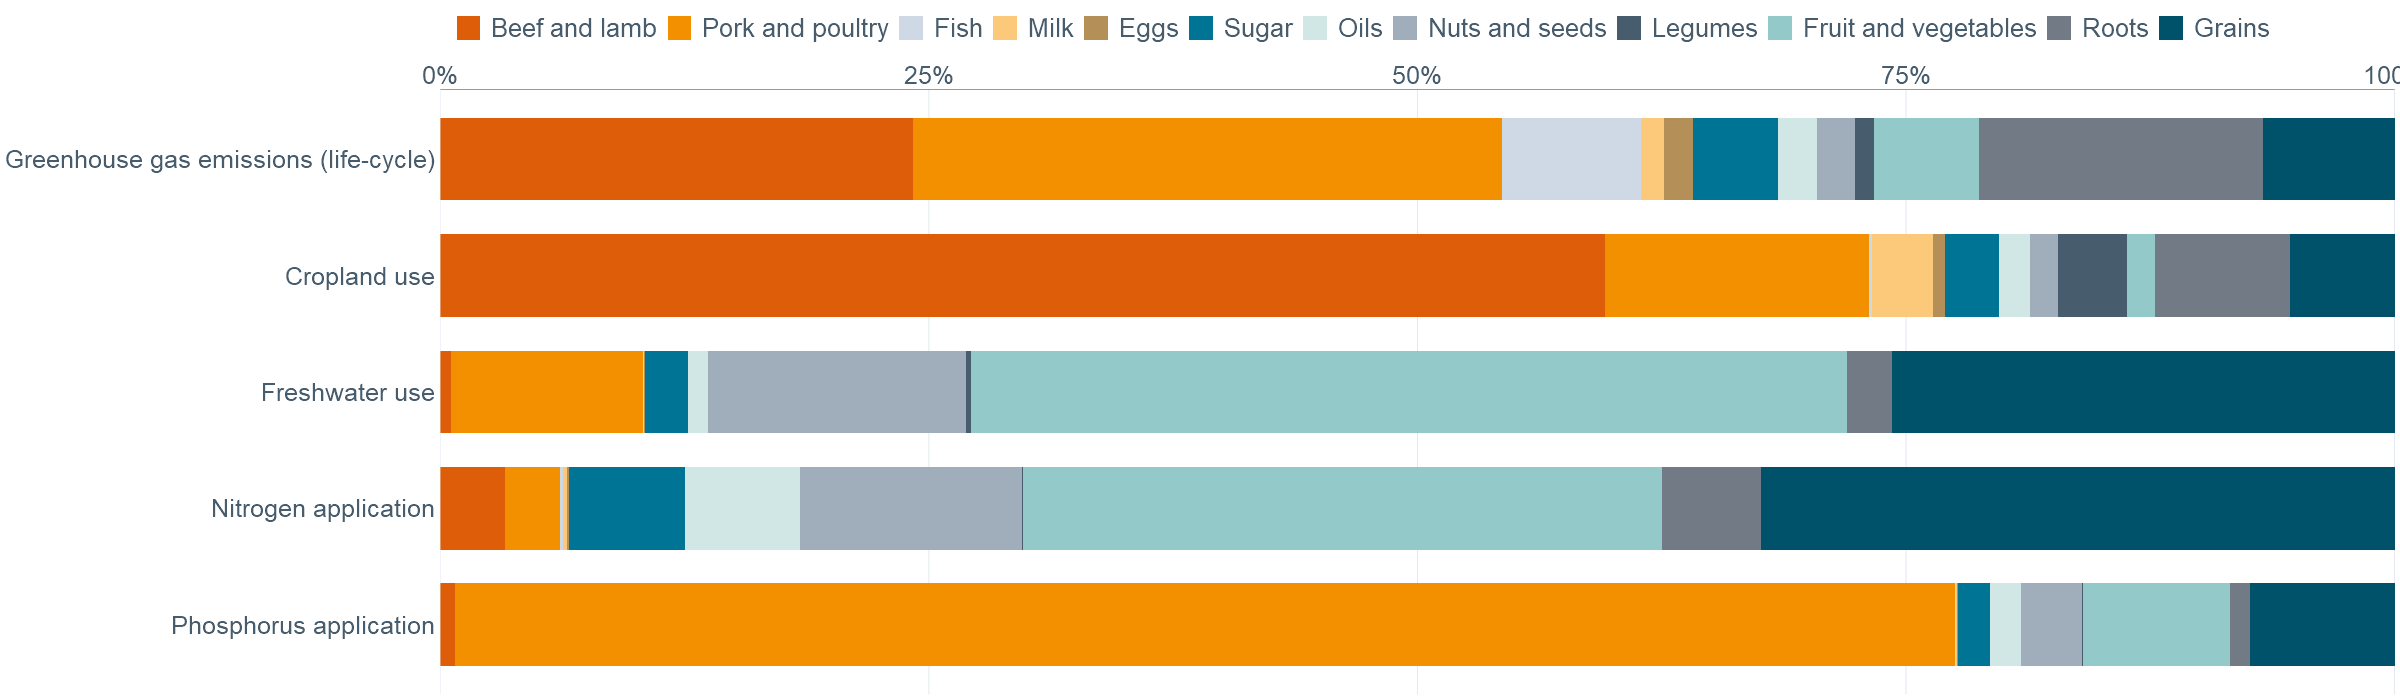 Beef and lamb Pork and poultry Fish Milk Eggs Sugar Oils Nuts and seeds Legumes Fruit and vegetables Roots Grains
0% 25% 50% 75% 100
Greenhouse gas emissions (life-cycle)
Cropland use
Freshwater use
Nitrogen application
Phosphorus application